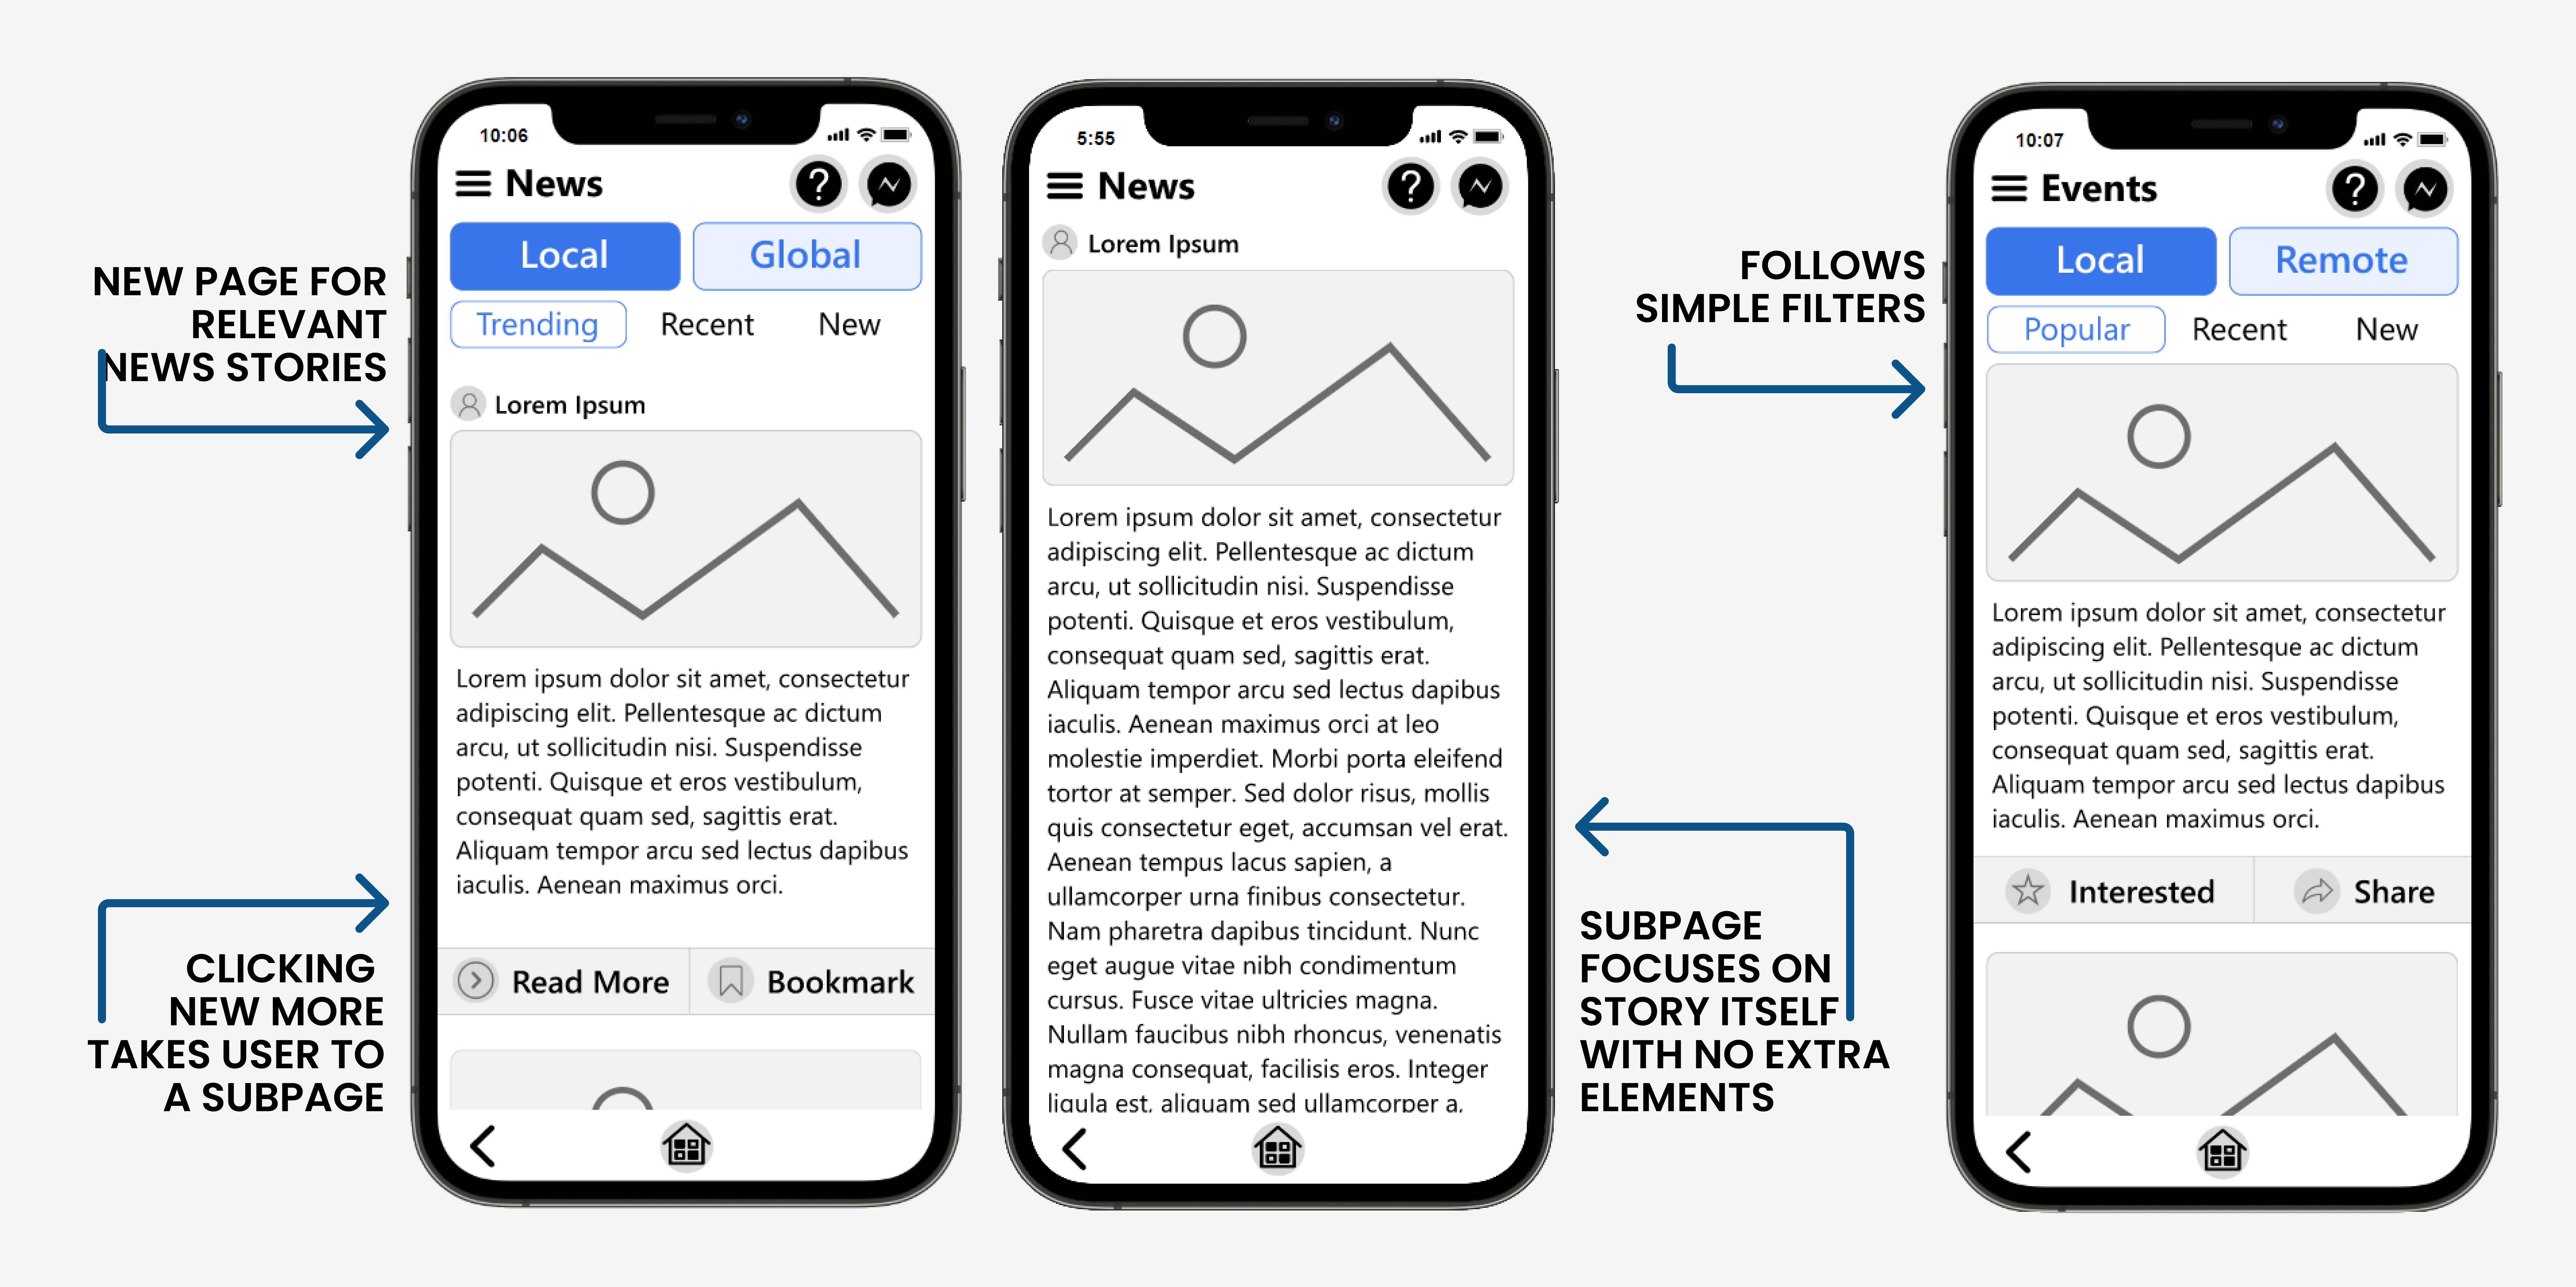 NEW PAGE FOR
RELEVANT
NEWS STORIES
CLICKING
NEW MORE
TAKES USER TO
A SUBPAGE
10:06
News
?
Local
Global
Trending
Recent
New
Lorem Ipsum
Lorem ipsum dolor sit amet, consectetur
adipiscing elit. Pellentesque ac dictum
arcu, ut sollicitudin nisi. Suspendisse
potenti. Quisque et eros vestibulum,
consequat quam sed, sagittis erat.
Aliquam tempor arcu sed lectus dapibus
iaculis. Aenean maximus orci.
Read More
Bookmark
5:55
News
?
Lorem Ipsum
Lorem ipsum dolor sit amet, consectetur
adipiscing elit. Pellentesque ac dictum
arcu, ut sollicitudin nisi. Suspendisse
potenti. Quisque et eros vestibulum,
consequat quam sed, sagittis erat.
Aliquam tempor arcu sed lectus dapibus
iaculis. Aenean maximus orci at leo
molestie imperdiet. Morbi porta eleifend
tortor at semper. Sed dolor risus, mollis
quis consectetur eget, accumsan vel erat.
Aenean tempus lacus sapien, a
ullamcorper urna finibus consectetur.
Nam pharetra dapibus tincidunt. Nunc
eget augue vitae nibh condimentum
cursus. Fusce vitae ultricies magna.
Nullam faucibus nibh rhoncus, venenatis
magna consequat, facilisis eros. Integer
ligula est, aliquam sed ullamcorper a,
FOLLOWS
SIMPLE FILTERS
SUBPAGE
FOCUSES ON
STORY ITSELF
WITH NO EXTRA
ELEMENTS
10:07
Events
?
Local
Remote
Popular
Recent
New
Lorem ipsum dolor sit amet, consectetur
adipiscing elit. Pellentesque ac dictum
arcu, ut sollicitudin nisi. Suspendisse
potenti. Quisque et eros vestibulum,
consequat quam sed, sagittis erat.
Aliquam tempor arcu sed lectus dapibus
iaculis. Aenean maximus orci.
Interested
Share